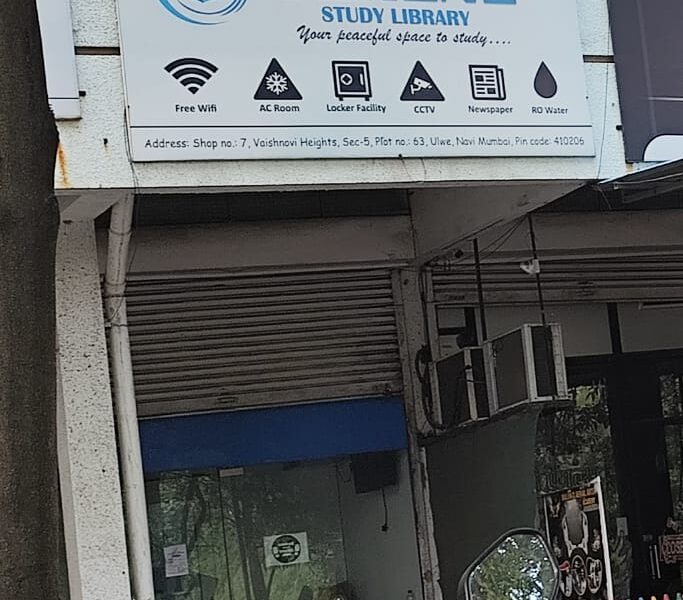 STUDY LIBRARY
Your peaceful space to study....
Free Wifi
AC Room
Locker Facility
CCTV
Newspaper
RO Water
Address: Shop no.: 7, Vaishnovi Heights, Sec-5, Plot no.: 63, Ulwe, Navi Mumbai, Pin code: 410206